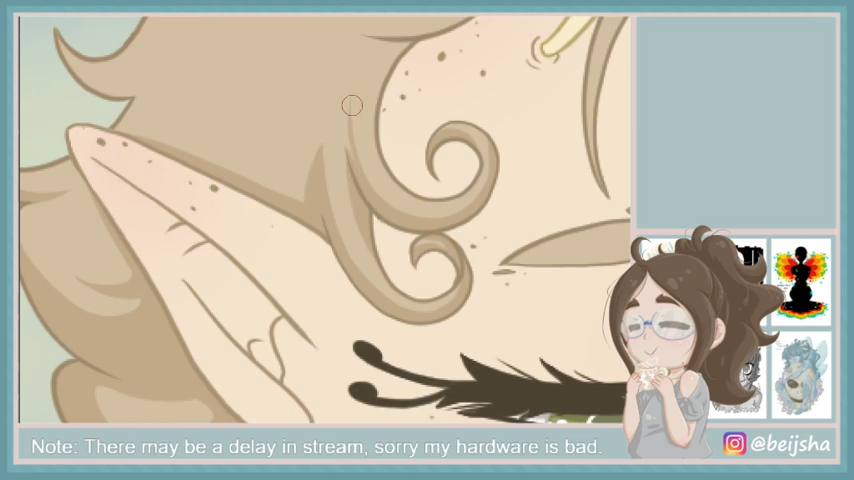 Note: There may be a delay in stream, sorry my hardware is bad.
@beijsha